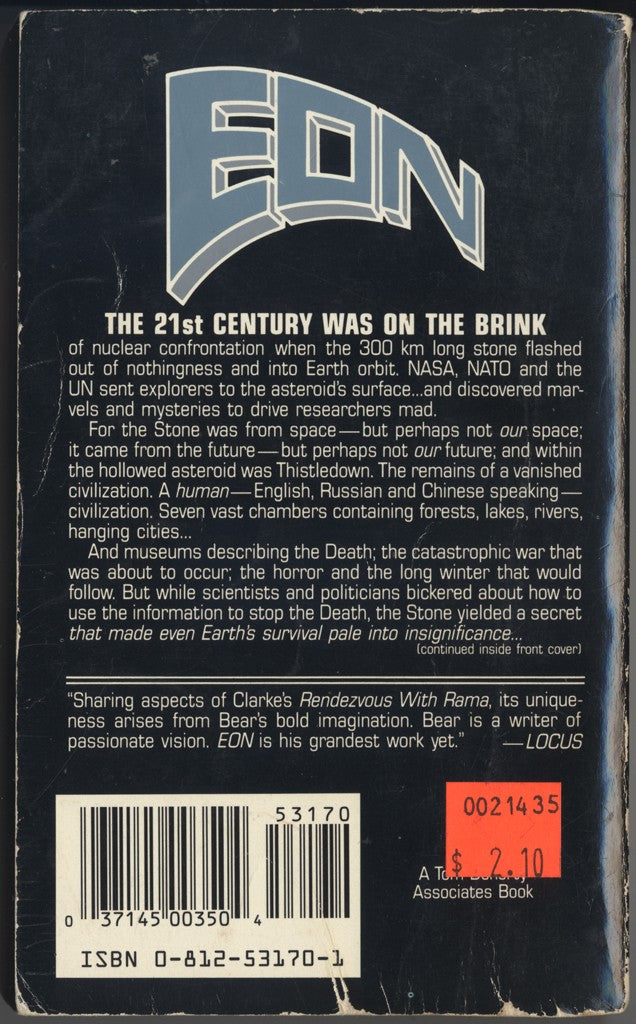 EON
THE 21st CENTURY WAS ON THE BRINK
of nuclear confrontation when the 300 km long stone flashed
out of nothingness and into Earth orbit. NASA, NATO and the
UN sent explorers to the asteroid's surface...and discovered mar-
vels and mysteries to drive researchers mad.
For the Stone was from space—but perhaps not our space;
it came from the future—but perhaps not our future; and within
the hollowed asteroid was Thistledown. The remains of a vanished
civilization. A human—English, Russian and Chinese speaking—
civilization. Seven vast chambers containing forests, lakes, rivers,
hanging cities...
And museums describing the Death; the catastrophic war that
was about to occur; the horror and the long winter that would
follow. But while scientists and politicians bickered about how to
use the information to stop the Death, the Stone yielded a secret
that made even Earth's survival pale into insignificance...
(continued inside front cover)
"Sharing aspects of Clarke's Rendezvous With Rama, its unique-
ness arises from Bear's bold imagination. Bear is a writer of
passionate vision. EON is his grandest work yet." —LOCUS
53170
0 37145 00350 4
ISBN 0-812-53170-1
0021435
$ 2.10
A
Associates Book